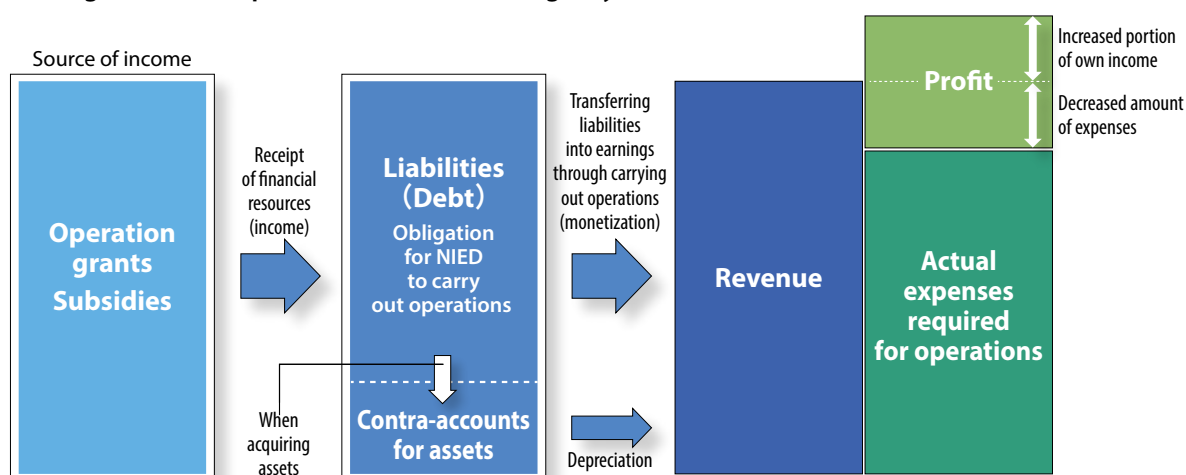 Source of income
Operation
grants
Subsidies
Receipt
of financial
resources
(income)
When
acquiring
assets
Liabilities
(Debt)
Obligation
for NIED
to carry
out operations
Contra-accounts
for assets
Transferring
liabilities
into earnings
through carrying
out operations
(monetization)
Depreciation
Revenue
Profit
Increased portion
of own income
Decreased amount
of expenses
Actual
expenses
required
for operations